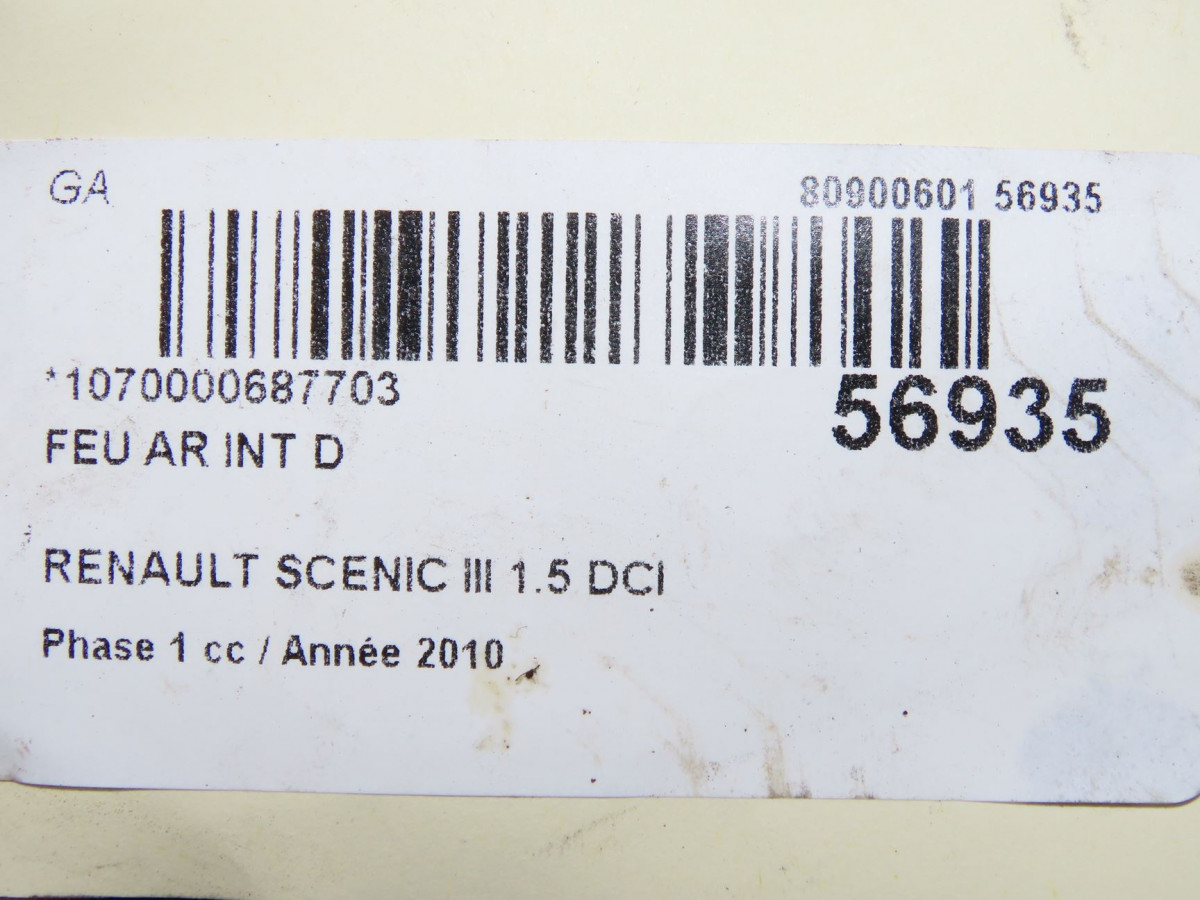 GA
80900601 56935
*1070000687703
56935
FEU AR INT D
RENAULT SCENIC III 1.5 DCI
Phase 1 cc / Année 2010